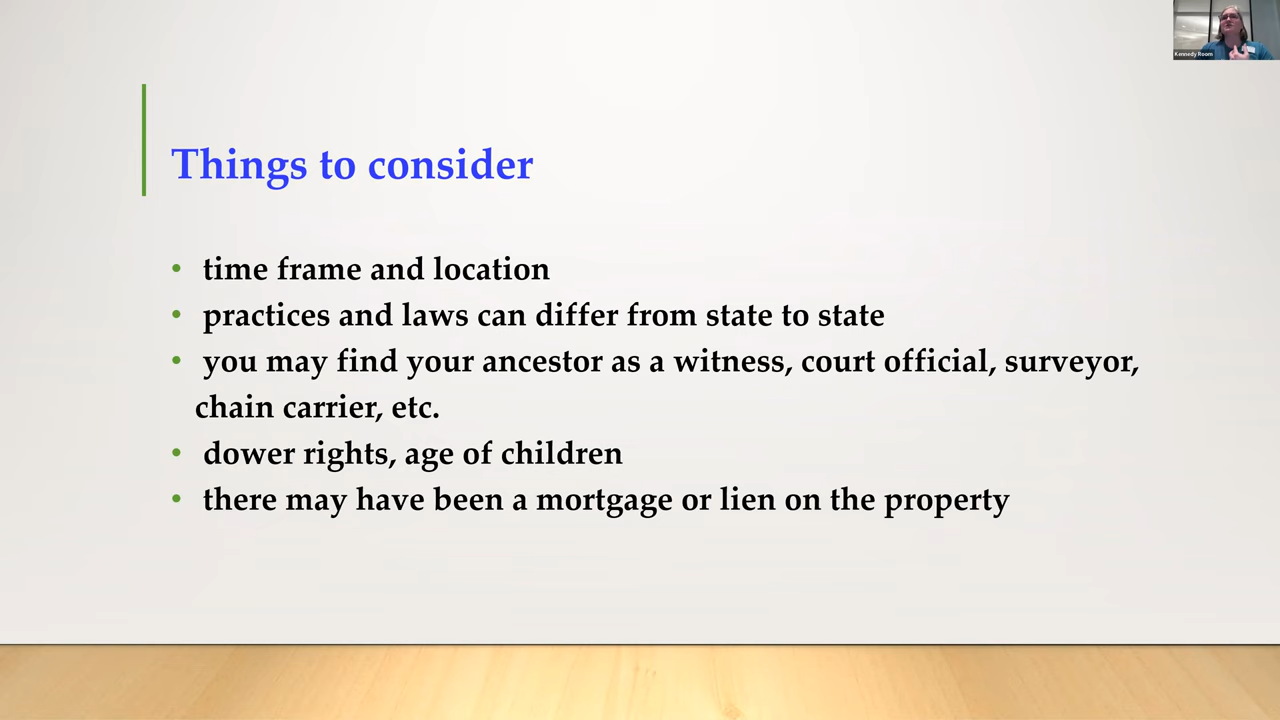 Kennedy Room
Things to consider
• time frame and location
• practices and laws can differ from state to state
• you may find your ancestor as a witness, court official, surveyor,
chain carrier, etc.
• dower rights, age of children
• there may have been a mortgage or lien on the property